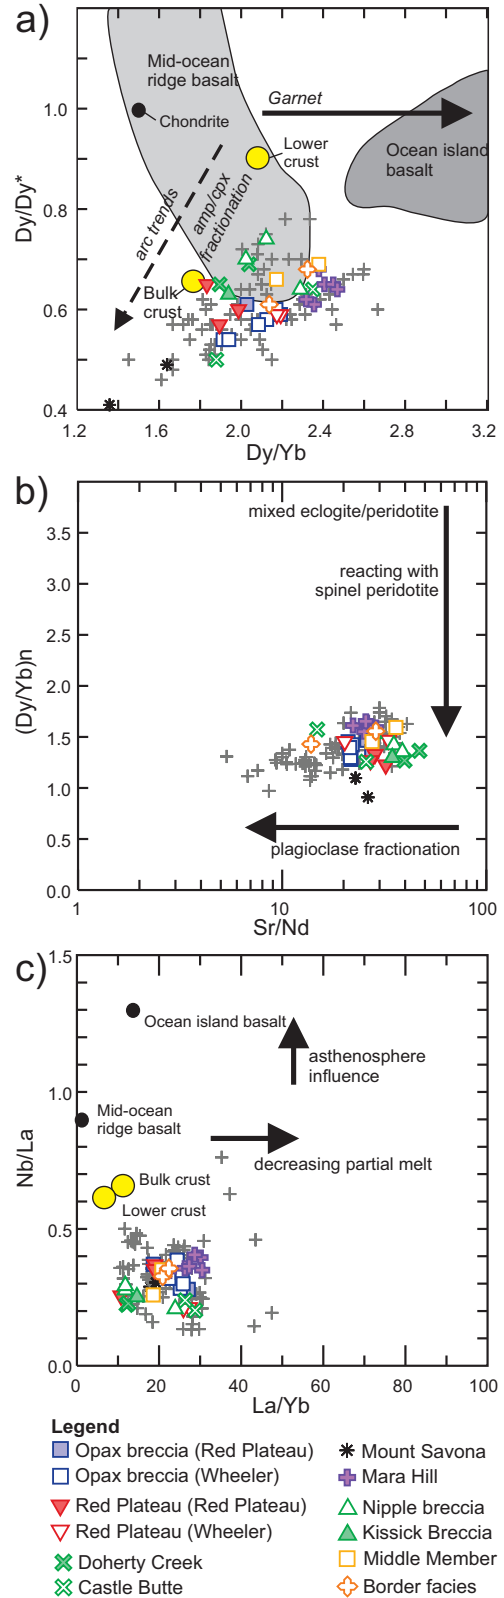 a)
Mid-ocean
ridge basalt
Chondrite
Garnet
Lower
crust
Ocean island
basalt
arc trends
amp/cpx
fractionation
Bulk
crust
Dy/Dy*
1.0
0.8
0.6
0.4
1.2
1.6
2.0
2.4
2.8
3.2
Dy/Yb
b)
mixed eclogite/peridotite
reacting with
spinel peridotite
plagioclase fractionation
(Dy/Yb)n
3.5
3.0
2.5
2.0
1.5
1.0
0.5
0.0
1
10
100
Sr/Nd
c)
Ocean island basalt
asthenosphere
influence
Mid-ocean
ridge basalt
decreasing partial melt
Bulk crust
Lower crust
Nb/La
1.5
1.0
0.5
0.0
0
20
40
60
80
100
La/Yb
Legend
Opax breccia (Red Plateau)
Opax breccia (Wheeler)
Red Plateau (Red Plateau)
Red Plateau (Wheeler)
Doherty Creek
Castle Butte
Mount Savona
Mara Hill
Nipple breccia
Kissick Breccia
Middle Member
Border facies